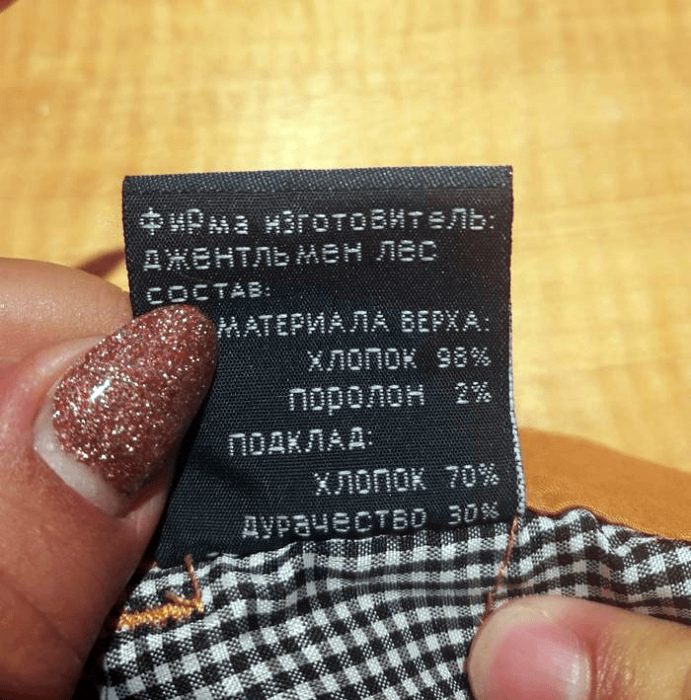 Фирма изготовитель:
джентльмен лес
состав:
МАТЕРИАЛА ВЕРХА:
хлопок 98%
поролон 2%
подклад:
хлопок 70%
дурачество 30%